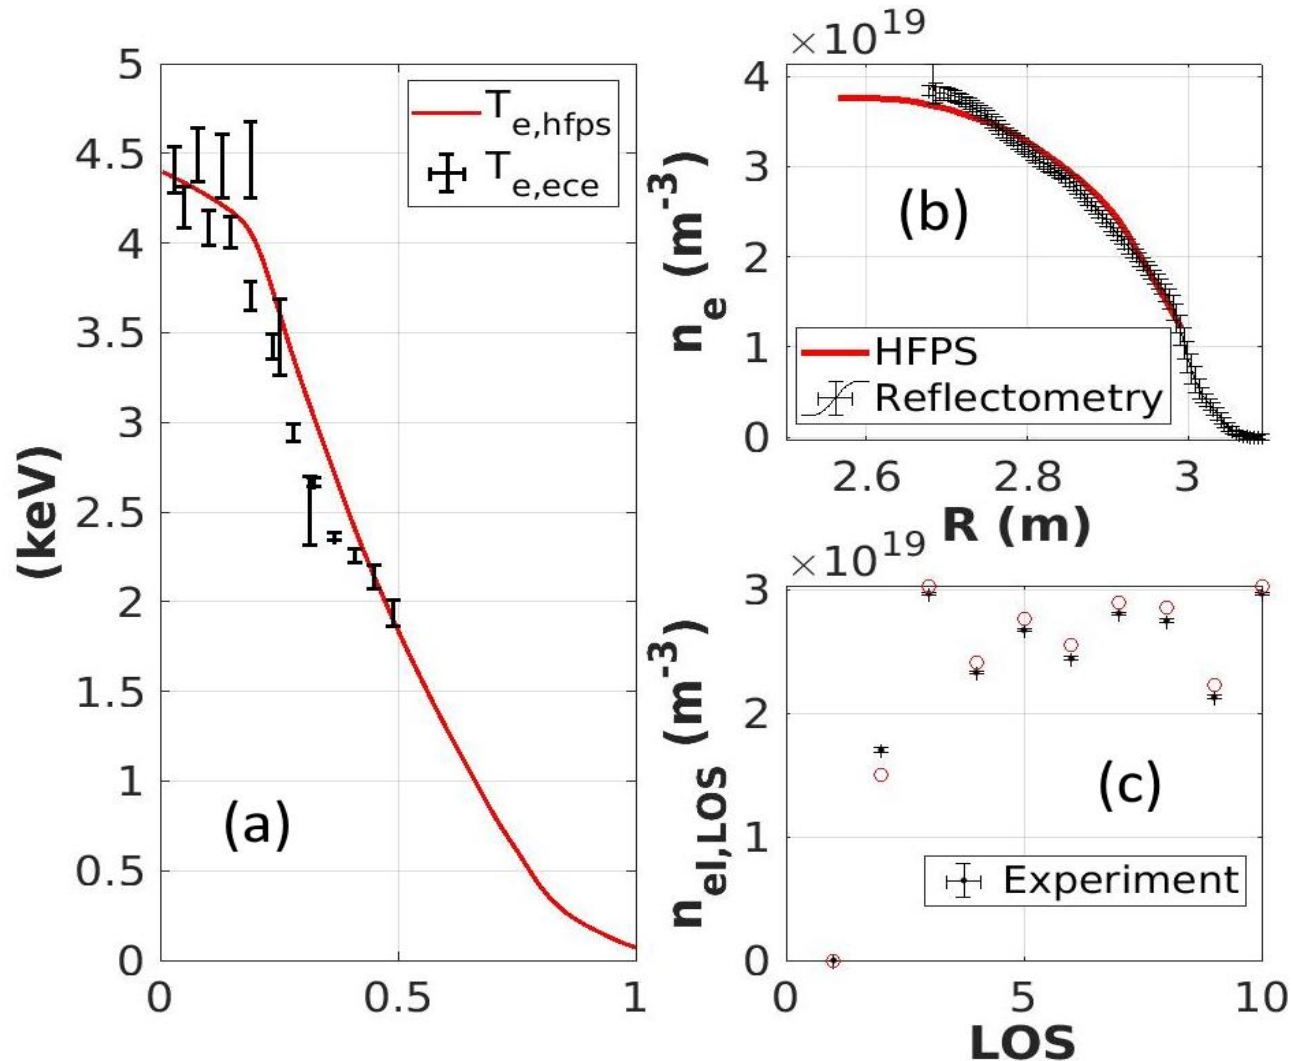 5
4.5
4
3.5
3
2.5
2
1.5
1
0.5
0
(keV)
T e,hfps
T e,ece
(a)
0 0.5 1
×10^19
4
3
2
1
0
n_e (m^-3)
(b)
HFPS
Reflectometry
2.6 2.8 3
R (m)
×10^19
3
2
1
0
n_el,LOS (m^-3)
(c)
Experiment
0 5 10
LOS